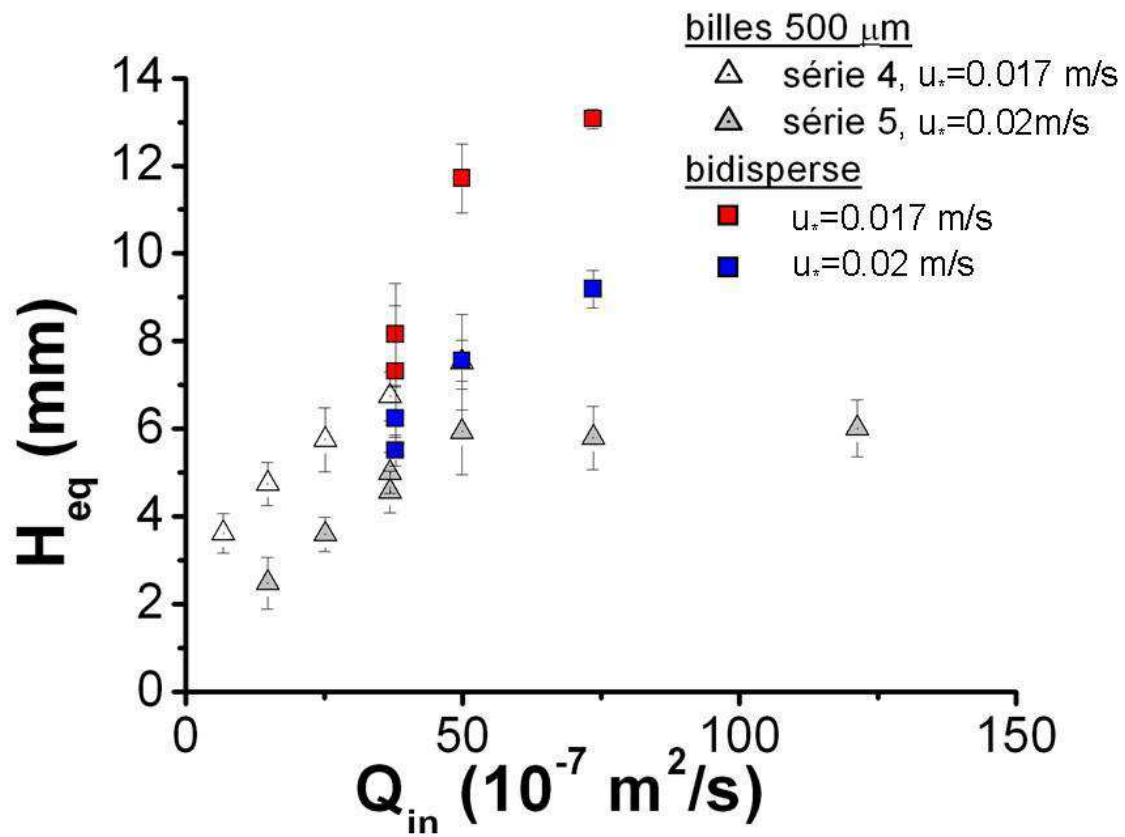 billes 500 μm
série 4, u*=0.017 m/s
série 5, u*=0.02m/s
bidisperse
u*=0.017 m/s
u*=0.02 m/s
14
12
10
8
6
4
2
0
H_eq (mm)
0 50 100 150
Q_in (10^-7 m^2/s)